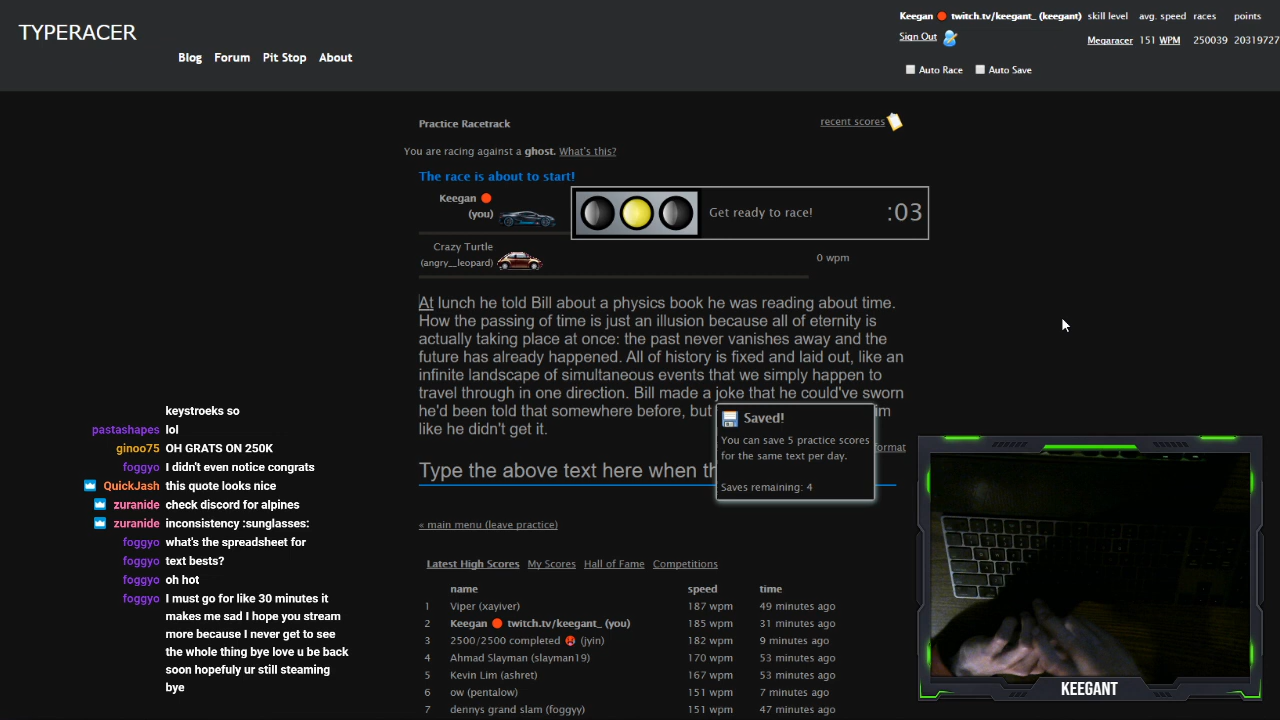 TYPERACER
Blog Forum Pit Stop About
Keegan twitch.tv/keegant_ (keegant) skill level avg. speed races points
Sign Out
Megaracer 151 WPM 250039 20319727
Auto Race Auto Save
Practice Racetrack
recent scores
You are racing against a ghost. What's this?
The race is about to start!
Keegan
(you)
Get ready to race! :03
Crazy Turtle
(angry__leopard)
0 wpm
At lunch he told Bill about a physics book he was reading about time.
How the passing of time is just an illusion because all of eternity is
actually taking place at once: the past never vanishes away and the
future has already happened. All of history is fixed and laid out, like an
infinite landscape of simultaneous events that we simply happen to
travel through in one direction. Bill made a joke that he could've sworn
he'd been told that somewhere before, but
like he didn't get it.
Saved!
You can save 5 practice scores
for the same text per day.
Saves remaining: 4
format
Type the above text here when th
« main menu (leave practice)
Latest High Scores My Scores Hall of Fame Competitions
name speed time
1 Viper (xayiver) 187 wpm 49 minutes ago
2 Keegan twitch.tv/keegant_ (you) 185 wpm 31 minutes ago
3 2500/2500 completed (jyin) 182 wpm 9 minutes ago
4 Ahmad Slayman (slayman19) 170 wpm 53 minutes ago
5 Kevin Lim (ashret) 167 wpm 53 minutes ago
6 ow (pentalow) 151 wpm 7 minutes ago
7 dennys grand slam (foggyy) 151 wpm 47 minutes ago
keystroeks so
pastashapes lol
ginoo75 OH GRATS ON 250K
foggyo I didn't even notice congrats
QuickJash this quote looks nice
zuranide check discord for alpines
zuranide inconsistency :sunglasses:
foggyo what's the spreadsheet for
foggyo text bests?
foggyo oh hot
foggyo I must go for like 30 minutes it
makes me sad I hope you stream
more because I never get to see
the whole thing bye love u be back
soon hopefuly ur still steaming
bye
KEEGANT